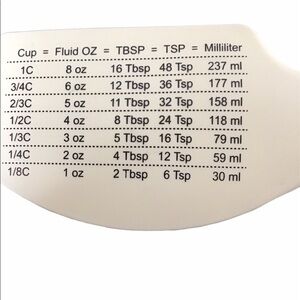 Cup = Fluid OZ = TBSP = TSP = Milliliter
1C 8 oz 16 Tbsp 48 Tsp 237 ml
3/4C 6 oz 12 Tbsp 36 Tsp 177 ml
2/3C 5 oz 11 Tbsp 32 Tsp 158 ml
1/2C 4 oz 8 Tbsp 24 Tsp 118 ml
1/3C 3 oz 5 Tbsp 16 Tsp 79 ml
1/4C 2 oz 4 Tbsp 12 Tsp 59 ml
1/8C 1 oz 2 Tbsp 6 Tsp 30 ml